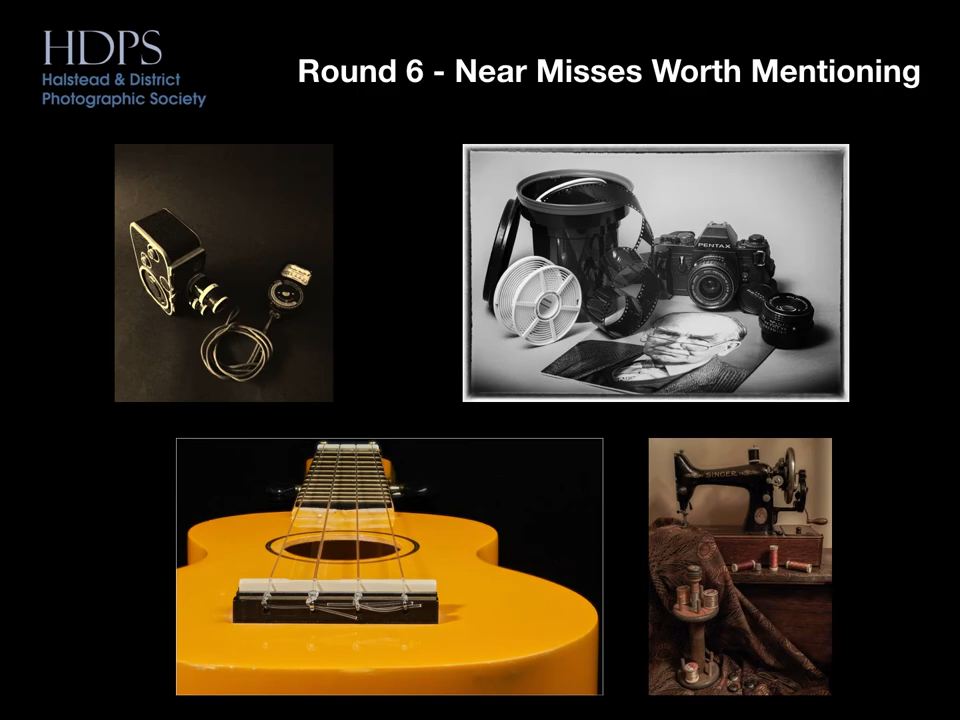 HDPS
Halstead & District
Photographic Society
Round 6 - Near Misses Worth Mentioning
PENTAX
SINGER